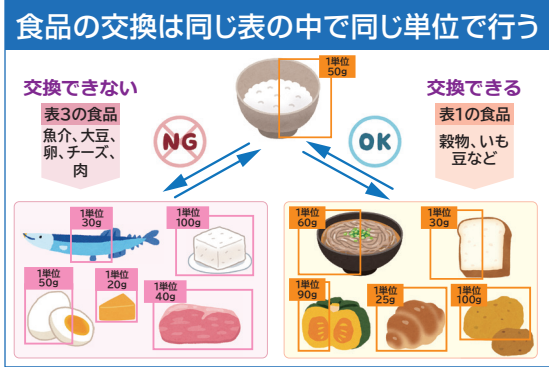 食品の交換は同じ表の中で同じ単位で行う
1単位
50g
交換できない
表3の食品
魚介、大豆、
卵、チーズ、
肉
NG
OK
交換できる
表1の食品
穀物、いも
豆など
1単位
30g
1単位
100g
1単位
50g
1単位
20g
1単位
40g
1単位
60g
1単位
30g
1単位
90g
1単位
25g
1単位
100g